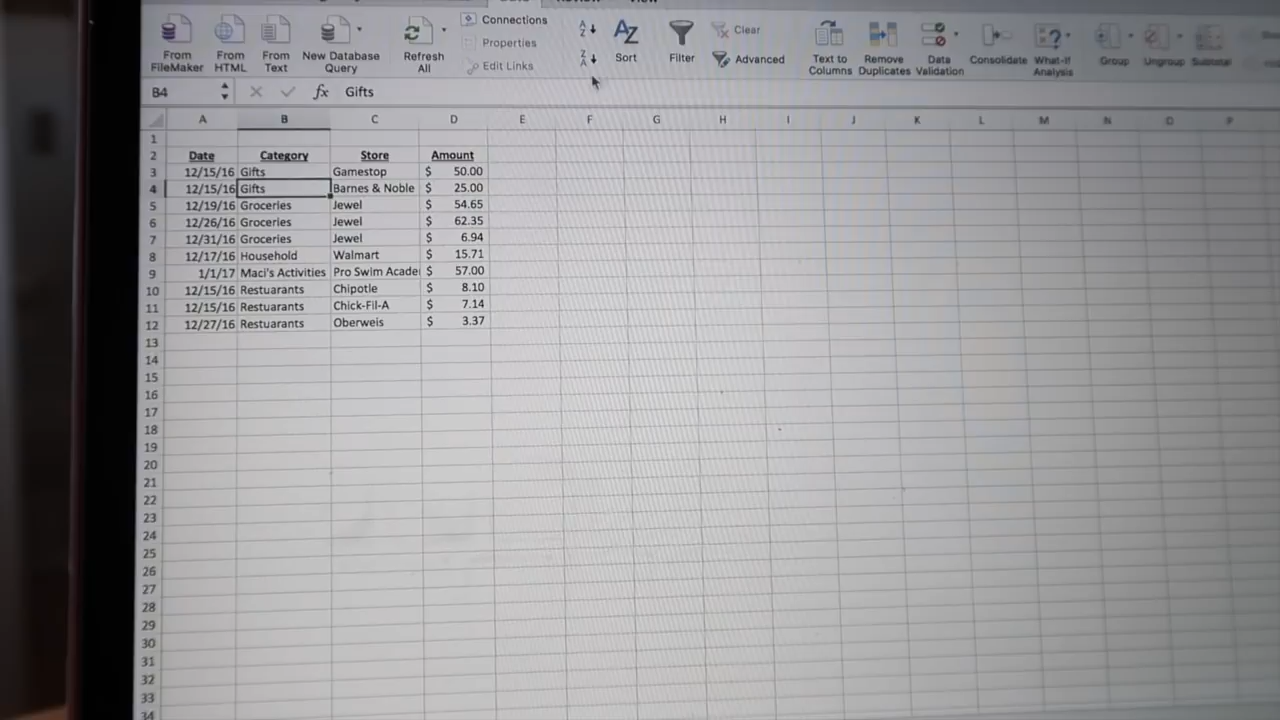 Connections
Properties
Edit Links
Clear
Advanced
From FileMaker
From HTML
From Text
New Database Query
Refresh All
Sort
Filter
Text to Columns
Remove Duplicates
Data Validation
Consolidate
What-If Analysis
Group
Ungroup
Subtotal
B4 fx Gifts
A B C D E F G H I J K L M N O P
1
2 Date Category Store Amount
3 12/15/16 Gifts Gamestop $ 50.00
4 12/15/16 Gifts Barnes & Noble $ 25.00
5 12/19/16 Groceries Jewel $ 54.65
6 12/26/16 Groceries Jewel $ 62.35
7 12/31/16 Groceries Jewel $ 6.94
8 12/17/16 Household Walmart $ 15.71
9 1/1/17 Maci's Activities Pro Swim Acade $ 57.00
10 12/15/16 Restuarants Chipotle $ 8.10
11 12/15/16 Restuarants Chick-Fil-A $ 7.14
12 12/27/16 Restuarants Oberweis $ 3.37
13
14
15
16
17
18
19
20
21
22
23
24
25
26
27
28
29
30
31
32
33
34